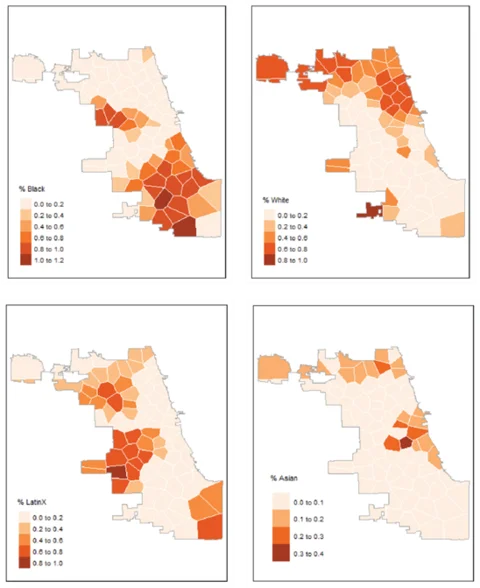 % Black
0.0 to 0.2
0.2 to 0.4
0.4 to 0.6
0.6 to 0.8
0.8 to 1.0
1.0 to 1.2
% White
0.0 to 0.2
0.2 to 0.4
0.4 to 0.6
0.6 to 0.8
0.8 to 1.0
% LatinX
0.0 to 0.2
0.2 to 0.4
0.4 to 0.6
0.6 to 0.8
0.8 to 1.0
% Asian
0.0 to 0.1
0.1 to 0.2
0.2 to 0.3
0.3 to 0.4